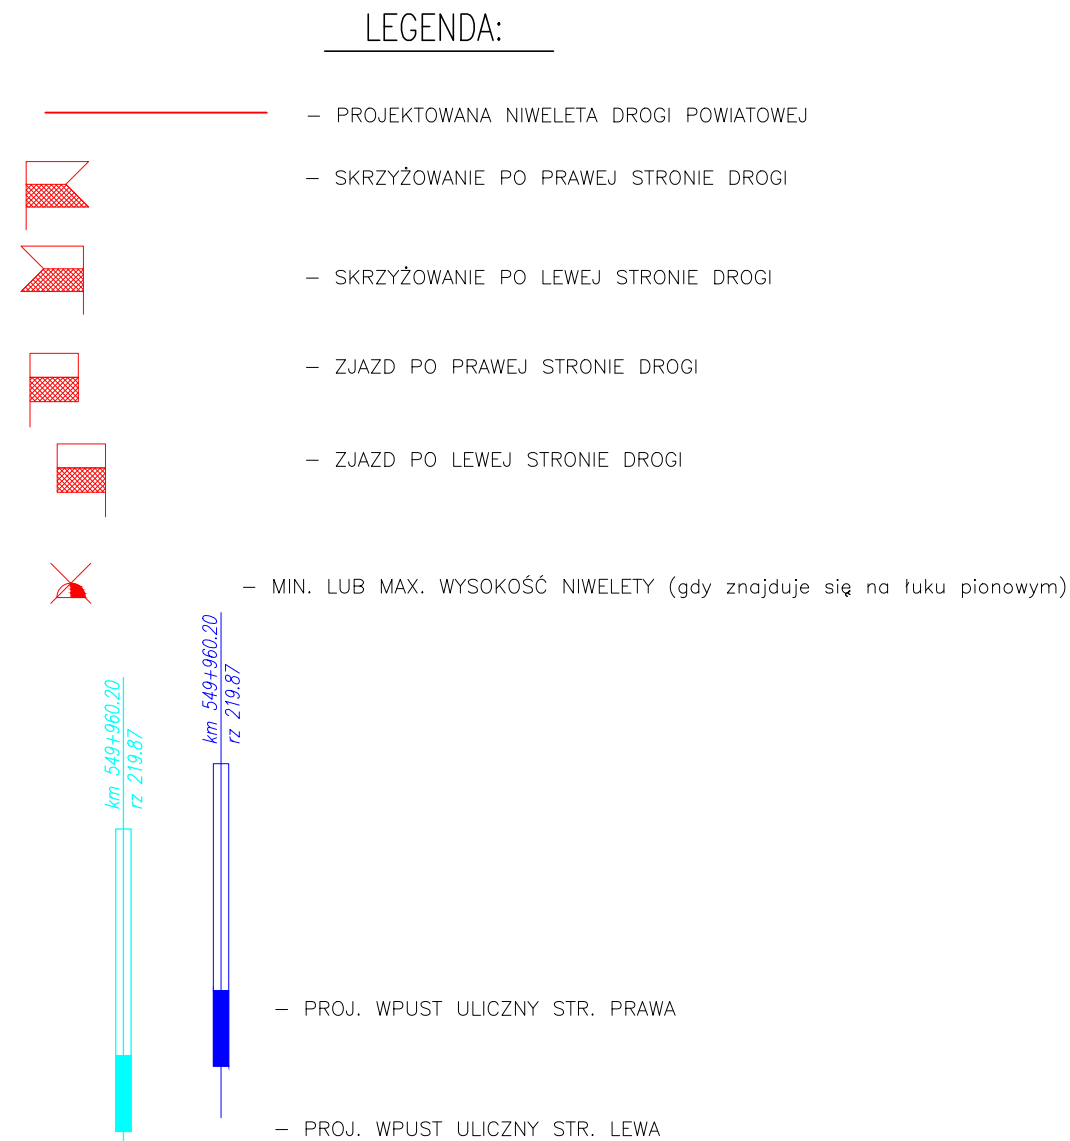 LEGENDA:
– PROJEKTOWANA NIWELETA DROGI POWIATOWEJ
– SKRZYŻOWANIE PO PRAWEJ STRONIE DROGI
– SKRZYŻOWANIE PO LEWEJ STRONIE DROGI
– ZJAZD PO PRAWEJ STRONIE DROGI
– ZJAZD PO LEWEJ STRONIE DROGI
– MIN. LUB MAX. WYSOKOŚĆ NIWELETY (gdy znajduje się na łuku pionowym)
km 549+960.20
rz 219.87
km 549+960.20
rz 219.87
– PROJ. WPUST ULICZNY STR. PRAWA
– PROJ. WPUST ULICZNY STR. LEWA